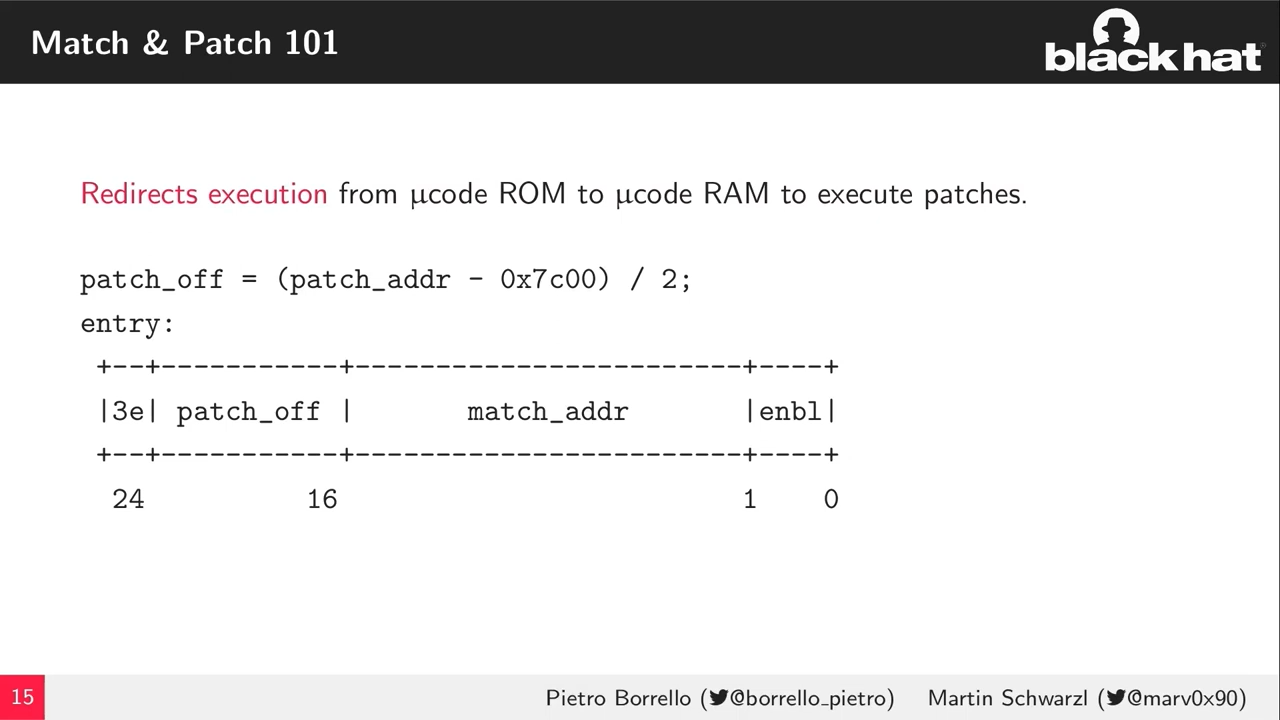 Match & Patch 101
black hat
Redirects execution from μcode ROM to μcode RAM to execute patches.
patch_off = (patch_addr - 0x7c00) / 2;
entry:
+--+-----------+------------------------+----+
|3e| patch_off |       match_addr       |enbl|
+--+-----------+------------------------+----+
24 16 1 0
15
Pietro Borrello (@borrello_pietro) Martin Schwarzl (@marv0x90)